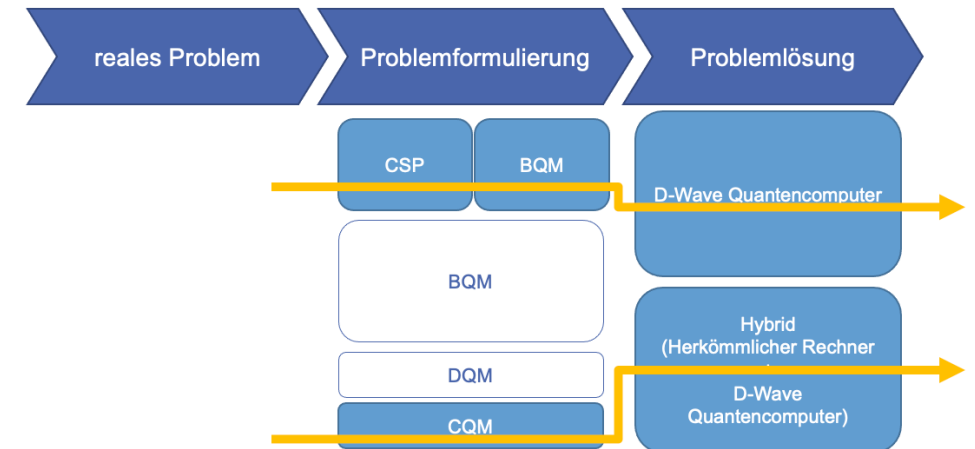 reales Problem
Problemformulierung
Problemlösung
CSP
BQM
D-Wave Quantencomputer
BQM
DQM
CQM
Hybrid
(Herkömmlicher Rechner
D-Wave
Quantencomputer)